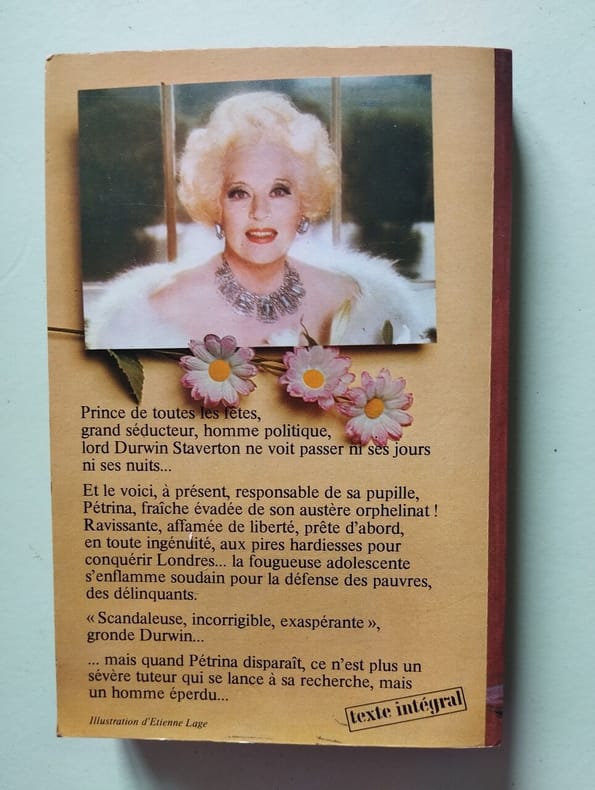 Prince de toutes les fêtes,
grand séducteur, homme politique,
lord Durwin Staverton ne voit passer ni ses jours
ni ses nuits...
Et le voici, à présent, responsable de sa pupille,
Pétrina, fraîche évadée de son austère orphelinat !
Ravissante, affamée de liberté, prête d'abord,
en toute ingénuité, aux pires hardiesses pour
conquérir Londres... la fougueuse adolescente
s'enflamme soudain pour la défense des pauvres,
des délinquants.
« Scandaleuse, incorrigible, exaspérante »,
gronde Durwin...
... mais quand Pétrina disparaît, ce n'est plus un
sévère tuteur qui se lance à sa recherche, mais
un homme éperdu...
texte intégral
Illustration d'Etienne Lage